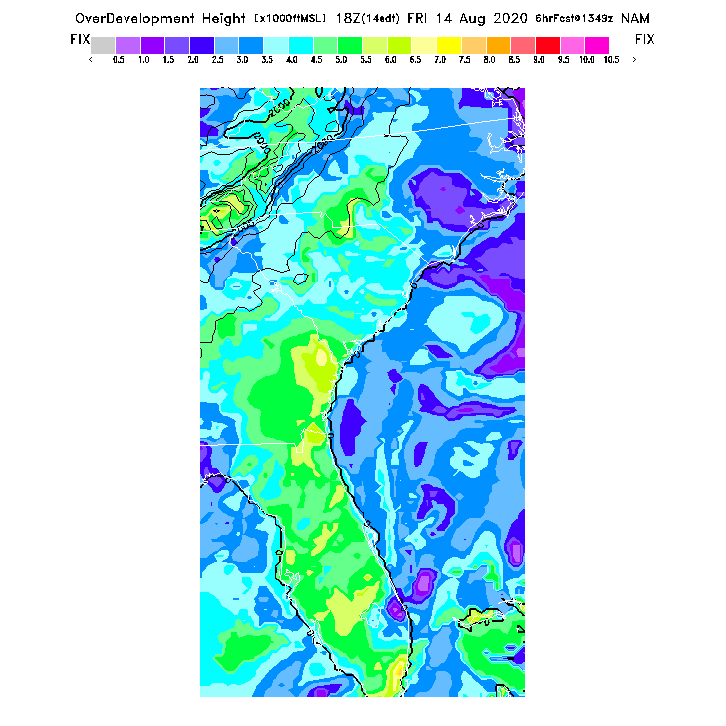 OverDevelopment Height [x1000ftMSL] 18Z(14edt) FRI 14 Aug 2020 6hrFcst@1349z NAM
FIX FIX
< 0.5 1.0 1.5 2.0 2.5 3.0 3.5 4.0 4.5 5.0 5.5 6.0 6.5 7.0 7.5 8.0 8.5 9.0 9.5 10.0 10.5 >
2000
2000